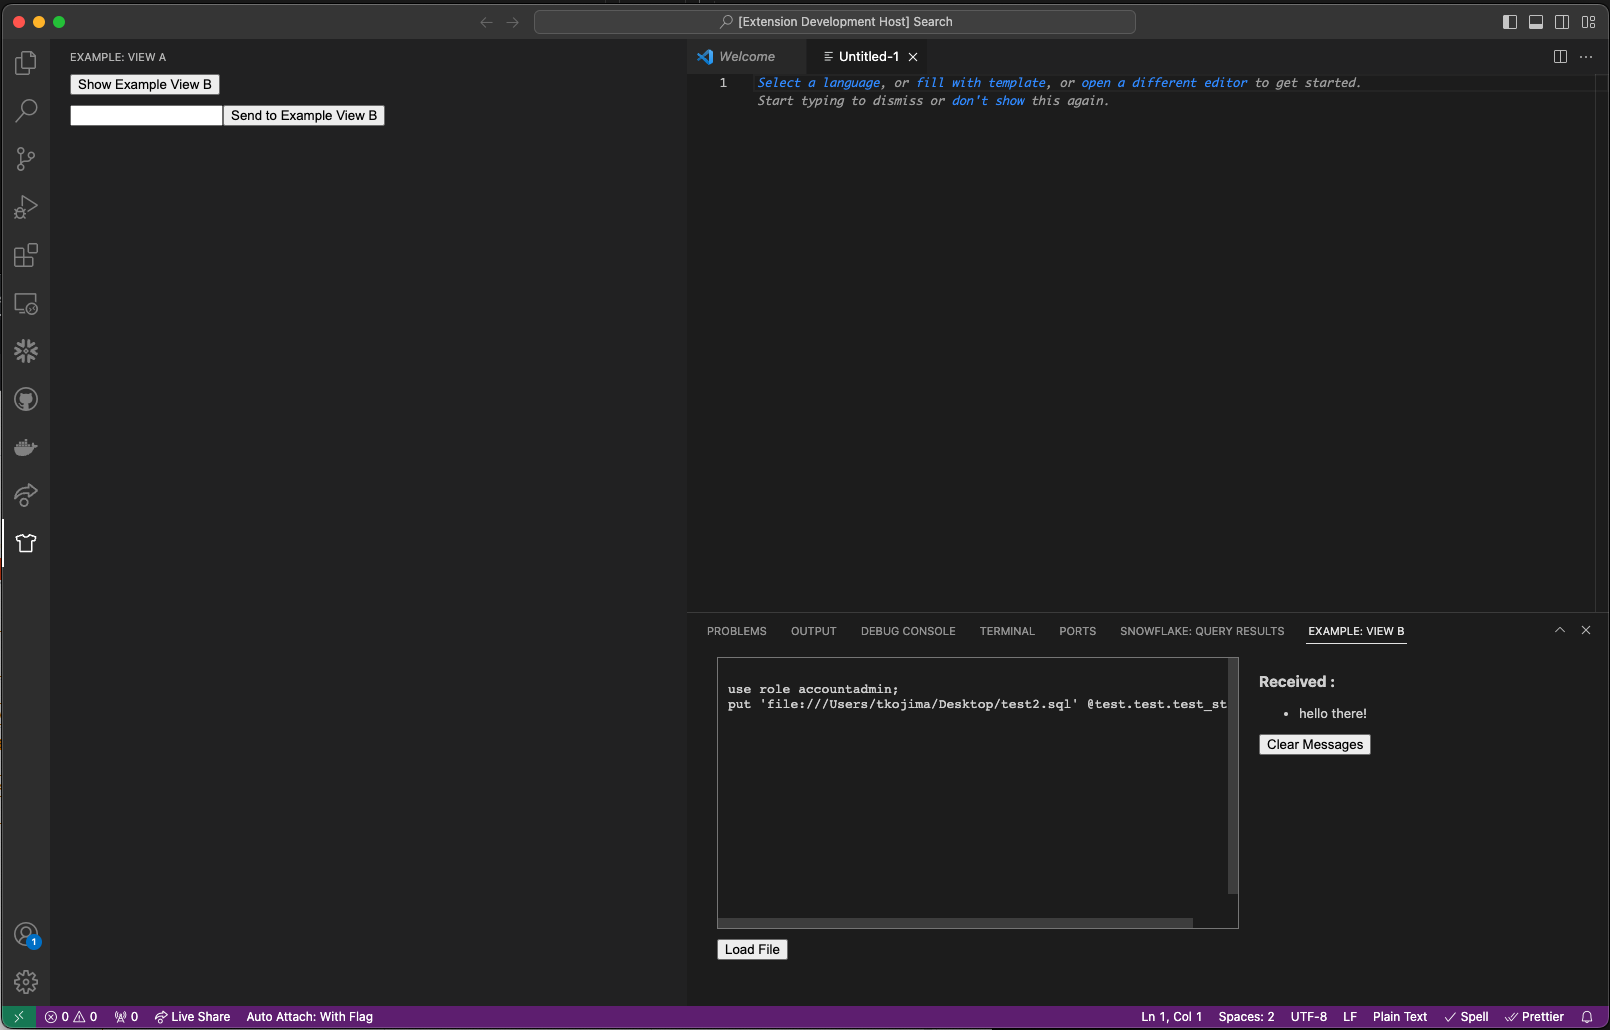 [Extension Development Host] Search
EXAMPLE: VIEW A
Show Example View B
Send to Example View B
Welcome
Untitled-1
1
Select a language, or fill with template, or open a different editor to get started.
Start typing to dismiss or don't show this again.
PROBLEMS OUTPUT DEBUG CONSOLE TERMINAL PORTS SNOWFLAKE: QUERY RESULTS EXAMPLE: VIEW B
use role accountadmin;
put 'file:///Users/tkojima/Desktop/test2.sql' @test.test.test_st
Load File
Received :
• hello there!
Clear Messages
1
0 0 0 Live Share Auto Attach: With Flag Ln 1, Col 1 Spaces: 2 UTF-8 LF Plain Text Spell Prettier